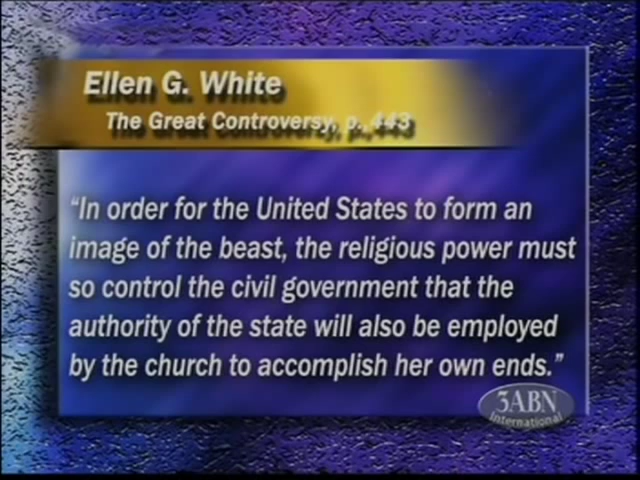 Ellen G. White
The Great Controversy, p. 443
“In order for the United States to form an
image of the beast, the religious power must
so control the civil government that the
authority of the state will also be employed
by the church to accomplish her own ends.”
3ABN
International